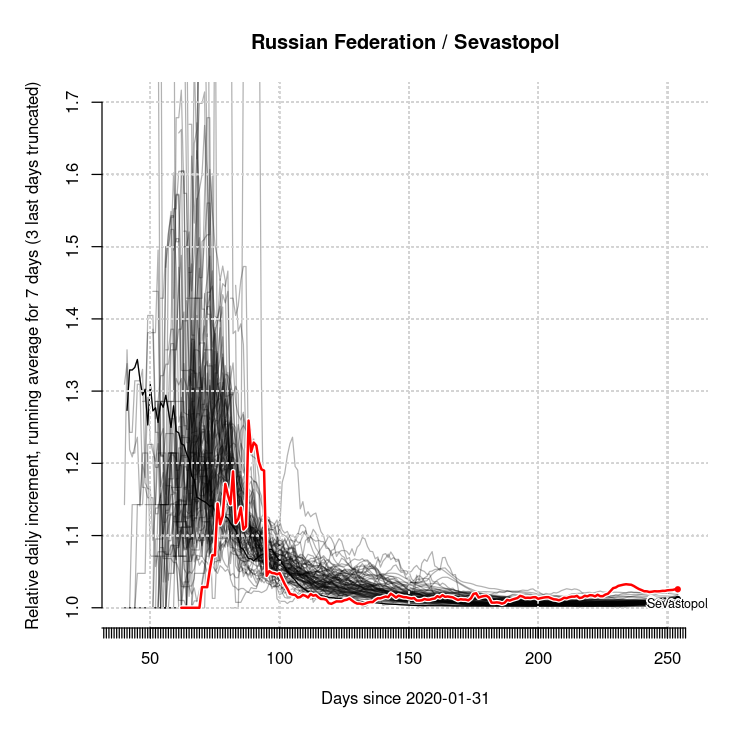 Russian Federation / Sevastopol
Relative daily increment, running average for 7 days (3 last days truncated)
1.7
1.6
1.5
1.4
1.3
1.2
1.1
1.0
Sevastopol
50 100 150 200 250
Days since 2020-01-31